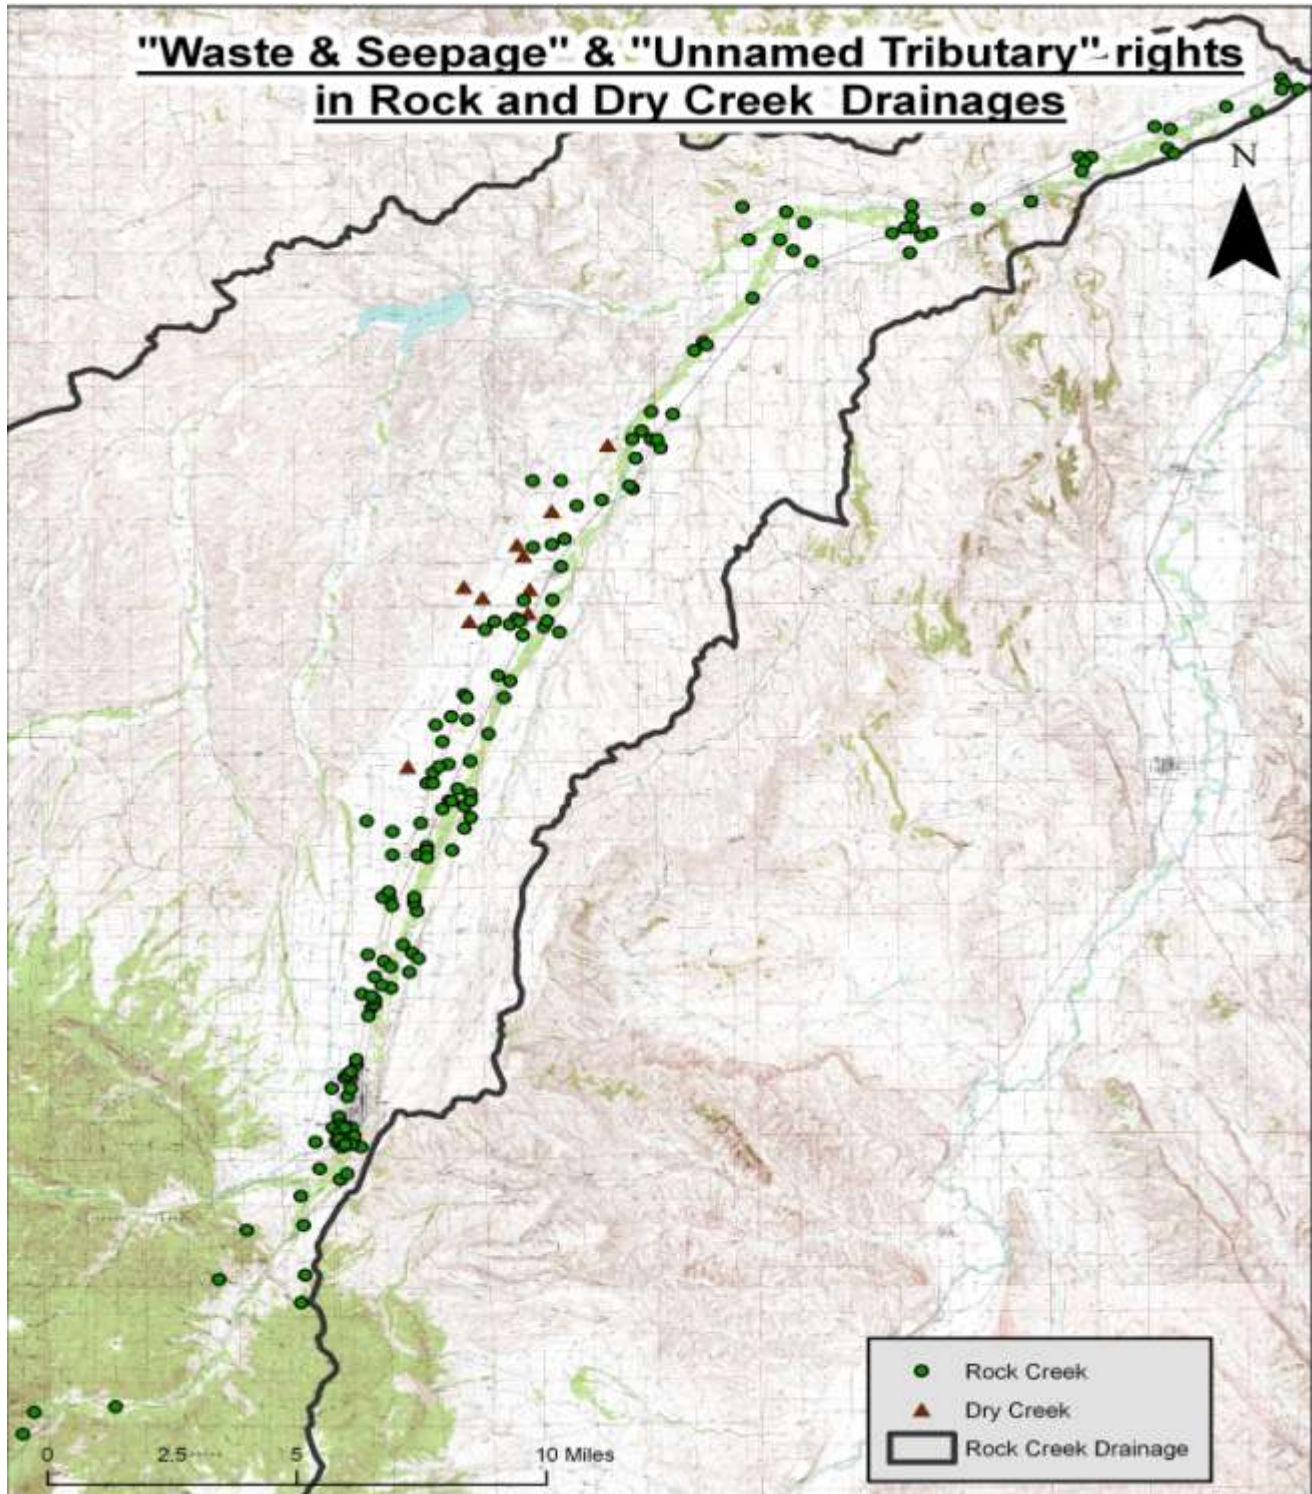 "Waste & Seepage" & "Unnamed Tributary" rights
in Rock and Dry Creek Drainages
N
Rock Creek
Dry Creek
Rock Creek Drainage
0 2.5 5 10 Miles